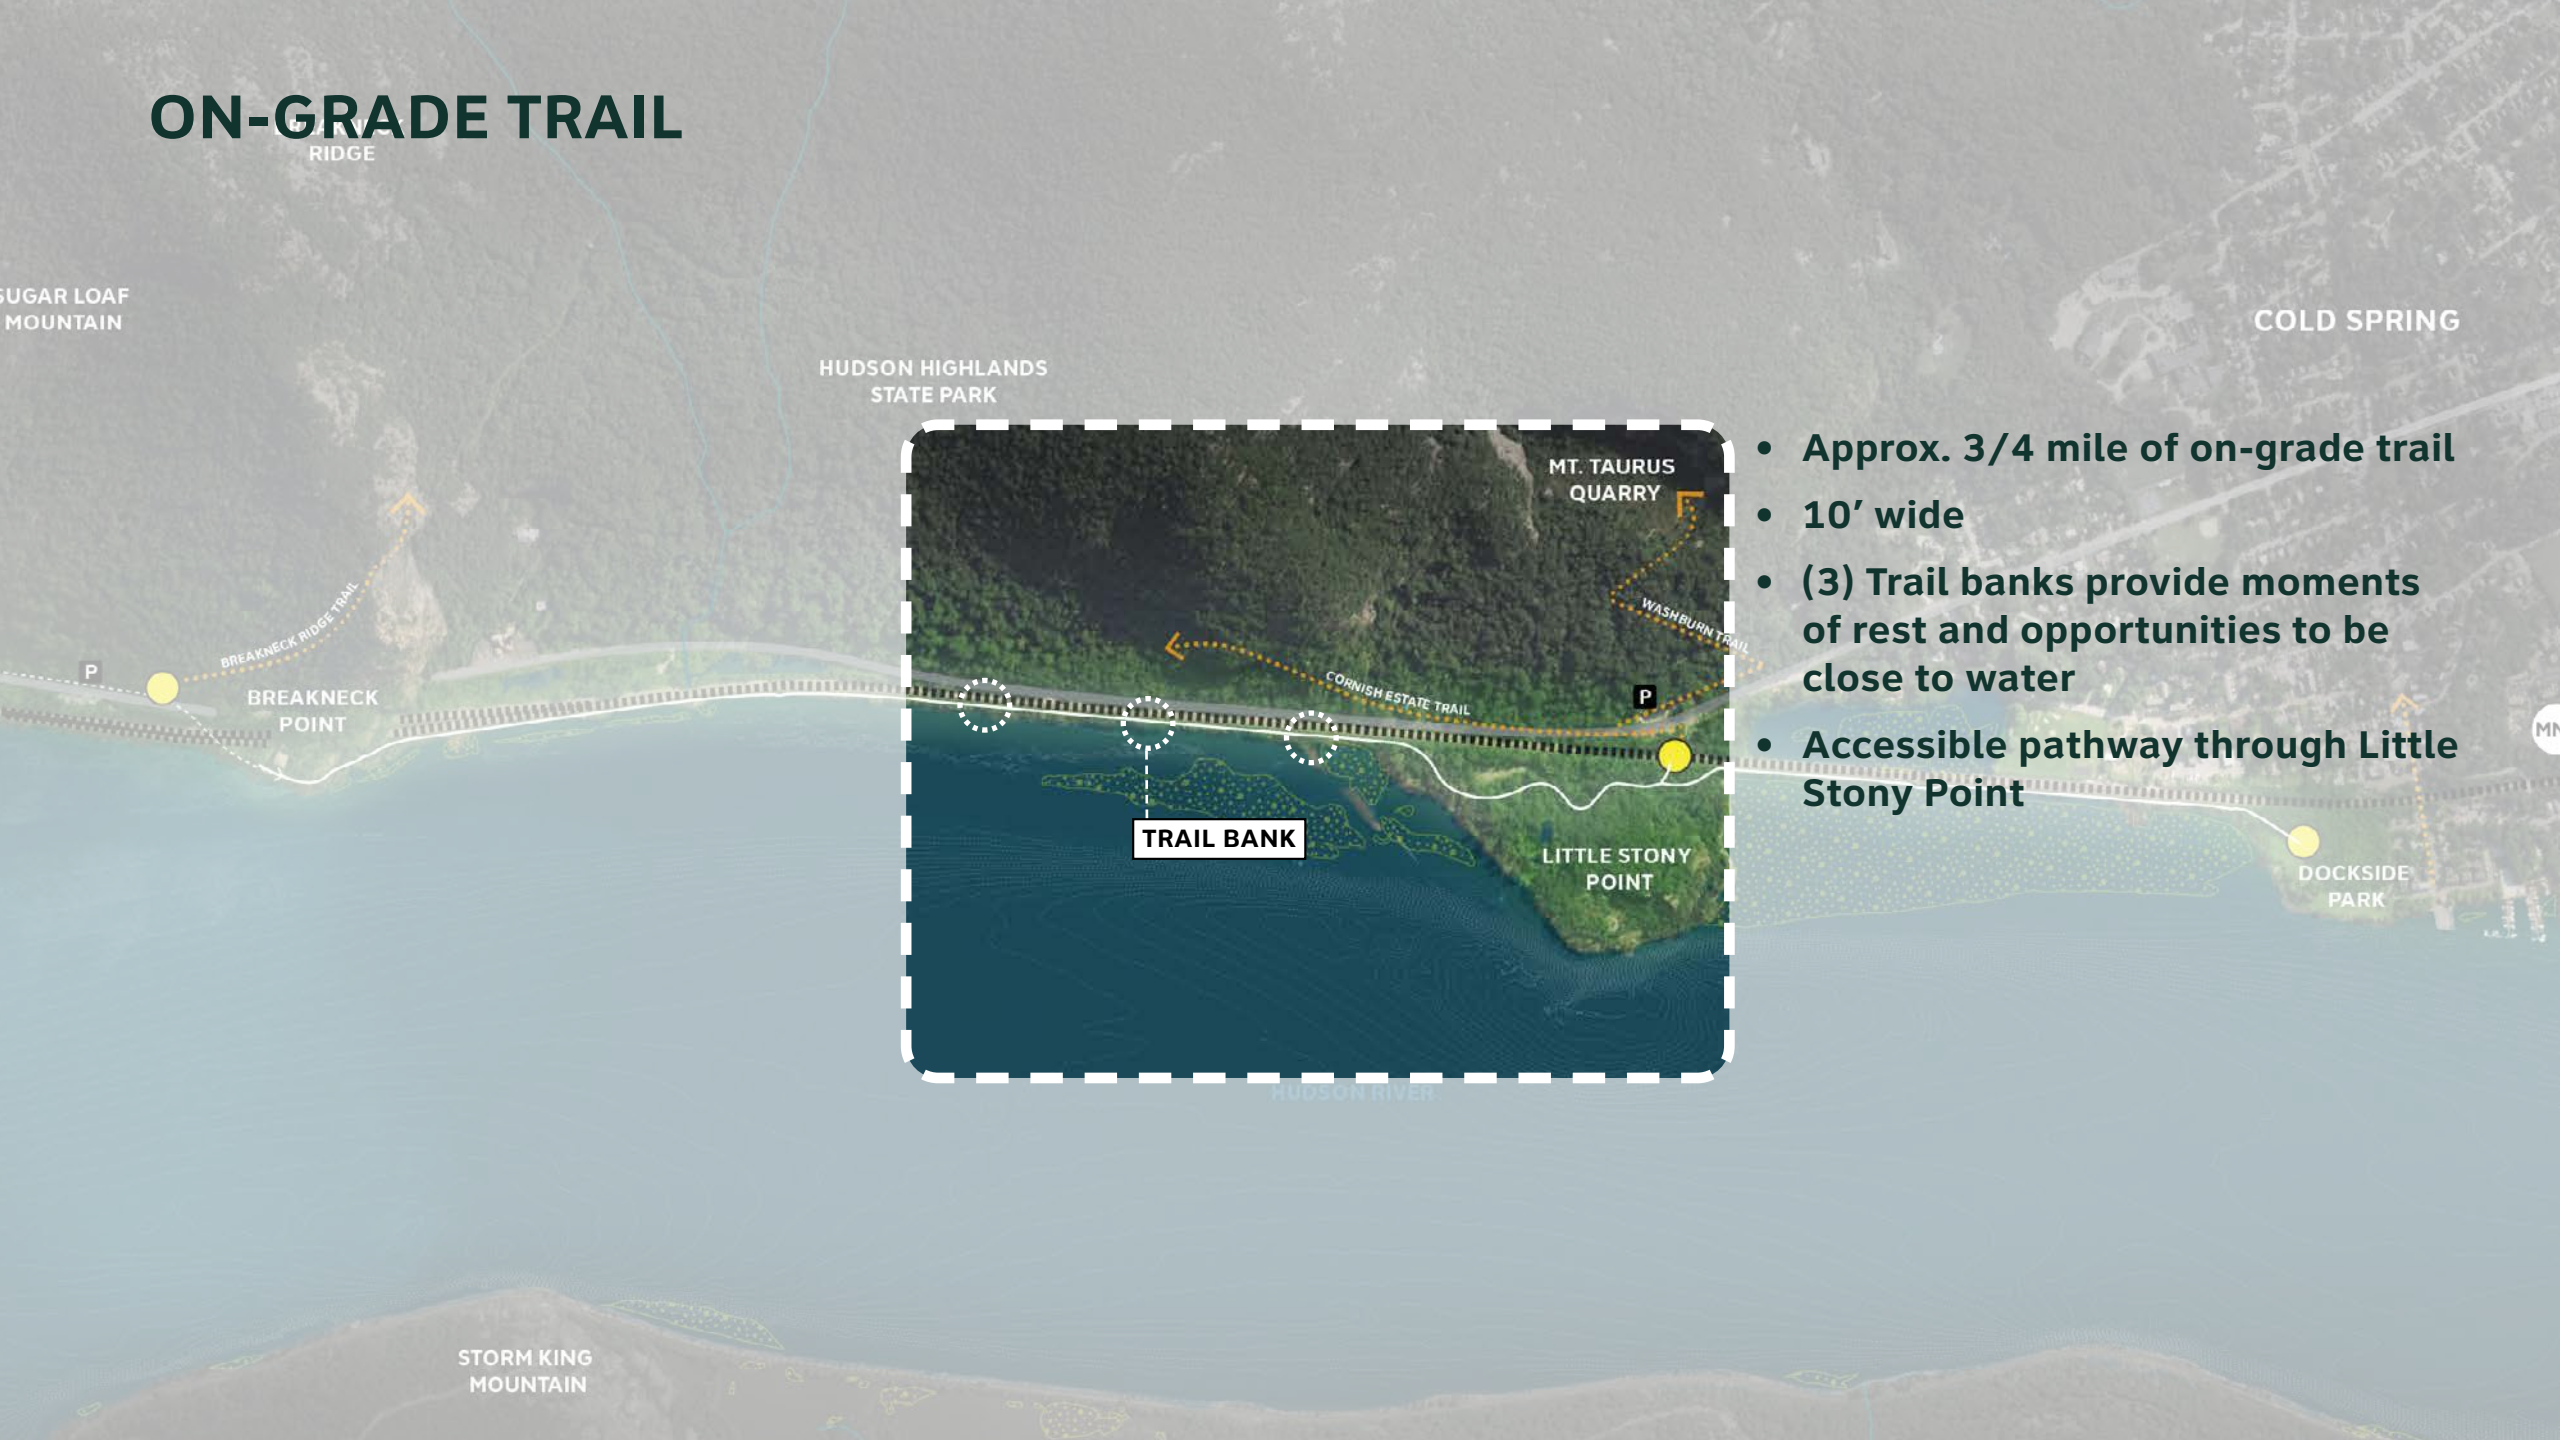 ON-GRADE TRAIL
BREAKNECK
RIDGE
SUGAR LOAF
MOUNTAIN
COLD SPRING
HUDSON HIGHLANDS
STATE PARK
MT. TAURUS
QUARRY
• Approx. 3/4 mile of on-grade trail
• 10’ wide
• (3) Trail banks provide moments
of rest and opportunities to be
close to water
• Accessible pathway through Little
Stony Point
WASHBURN TRAIL
BREAKNECK RIDGE TRAIL
P
BREAKNECK
POINT
CORNISH ESTATE TRAIL
P
MN
TRAIL BANK
LITTLE STONY
POINT
DOCKSIDE
PARK
HUDSON RIVER
STORM KING
MOUNTAIN